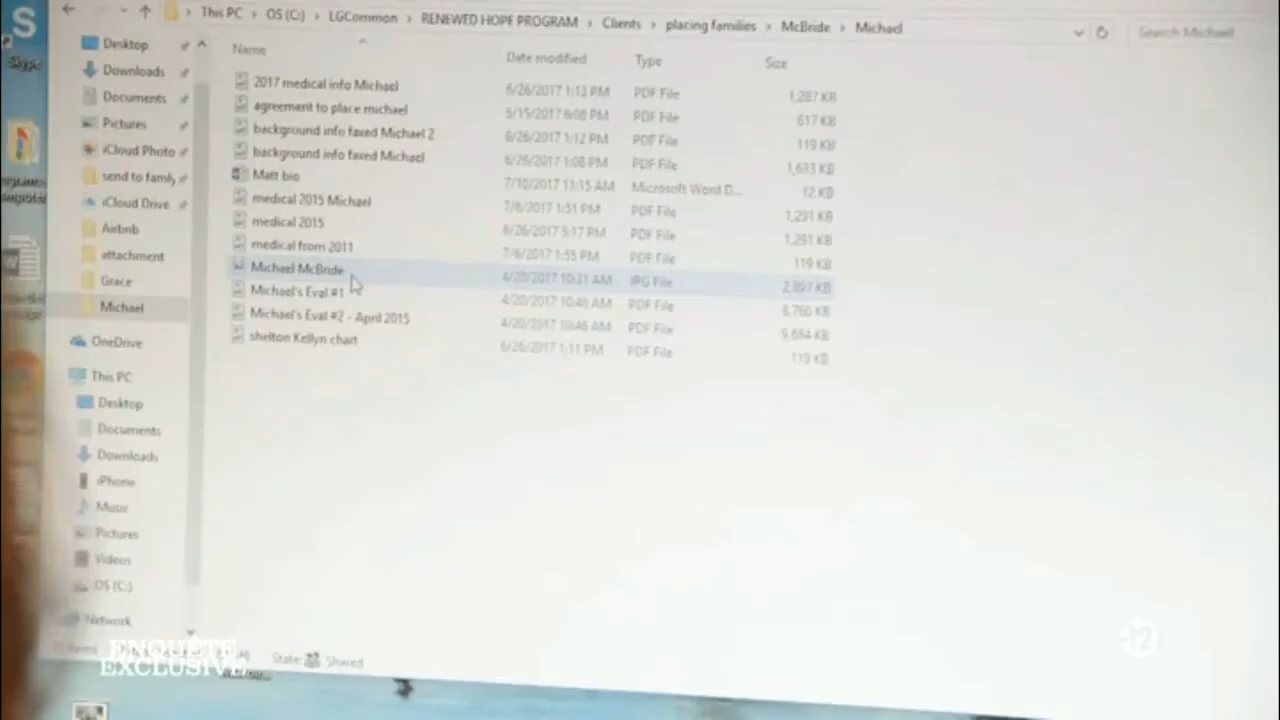 This PC > OS (C:) > LGCommon > RENEWED HOPE PROGRAM > Clients > placing families > McBride > Michael
Search Michael
Name Date modified Type Size
2017 medical info Michael 6/26/2017 1:13 PM PDF File 1,287 KB
agreement to place michael 5/15/2017 6:08 PM PDF File 617 KB
background info faxed Michael 2 6/26/2017 1:12 PM PDF File 119 KB
background info faxed Michael 6/26/2017 1:08 PM PDF File 1,633 KB
Matt bio 7/10/2017 11:15 AM Microsoft Word D... 12 KB
medical 2015 Michael 7/6/2017 1:51 PM PDF File 1,291 KB
medical 2015 6/26/2017 5:17 PM PDF File 1,291 KB
medical from 2011 7/6/2017 1:55 PM PDF File 119 KB
Michael McBride 4/20/2017 10:31 AM JPG File 2,897 KB
Michael's Eval #1 4/20/2017 10:46 AM PDF File 8,760 KB
Michael's Eval #2 - April 2015 4/20/2017 10:46 AM PDF File 9,684 KB
shelton Kellyn chart 6/26/2017 1:11 PM PDF File 119 KB
Desktop
Downloads
Documents
Pictures
iCloud Photo
send to family
iCloud Drive
Airbnb
attachment
Grace
Michael
OneDrive
This PC
Desktop
Documents
Downloads
iPhone
Music
Pictures
Videos
OS (C:)
Network
State: Shared
S
Skype
ENQUÊTE
EXCLUSIVE
-12